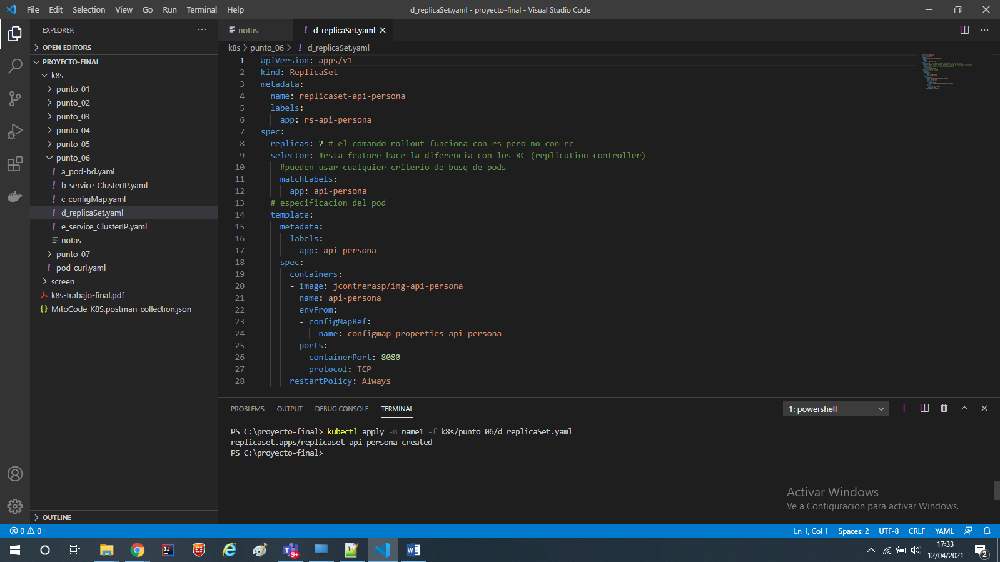 File Edit Selection View Go Run Terminal Help
d_replicaSet.yaml - proyecto-final - Visual Studio Code
EXPLORER
OPEN EDITORS
PROYECTO-FINAL
k8s
punto_01
punto_02
punto_03
punto_04
punto_05
punto_06
a_pod-bd.yaml
b_service_ClusterIP.yaml
c_configMap.yaml
d_replicaSet.yaml
e_service_ClusterIP.yaml
notas
punto_07
pod-curl.yaml
screen
k8s-trabajo-final.pdf
MitoCode_K8S.postman_collection.json
OUTLINE
notas
d_replicaSet.yaml
k8s > punto_06 > d_replicaSet.yaml
1 apiVersion: apps/v1
2 kind: ReplicaSet
3 metadata:
4 name: replicaset-api-persona
5 labels:
6 app: rs-api-persona
7 spec:
8 replicas: 2 # el comando rollout funciona con rs pero no con rc
9 selector: #esta feature hace la diferencia con los RC (replication controller)
10 #pueden usar cualquier criterio de busq de pods
11 matchLabels:
12 app: api-persona
13 # especificacion del pod
14 template:
15 metadata:
16 labels:
17 app: api-persona
18 spec:
19 containers:
20 - image: jcontrerasp/img-api-persona
21 name: api-persona
22 envFrom:
23 - configMapRef:
24 name: configmap-properties-api-persona
25 ports:
26 - containerPort: 8080
27 protocol: TCP
28 restartPolicy: Always
PROBLEMS OUTPUT DEBUG CONSOLE TERMINAL
1: powershell
PS C:\proyecto-final> kubectl apply -n name1 -f k8s/punto_06/d_replicaSet.yaml
replicaset.apps/replicaset-api-persona created
PS C:\proyecto-final>
Activar Windows
Ve a Configuración para activar Windows.
0 0
Ln 1, Col 1 Spaces: 2 UTF-8 CRLF YAML
9+
17:33
12/04/2021
2